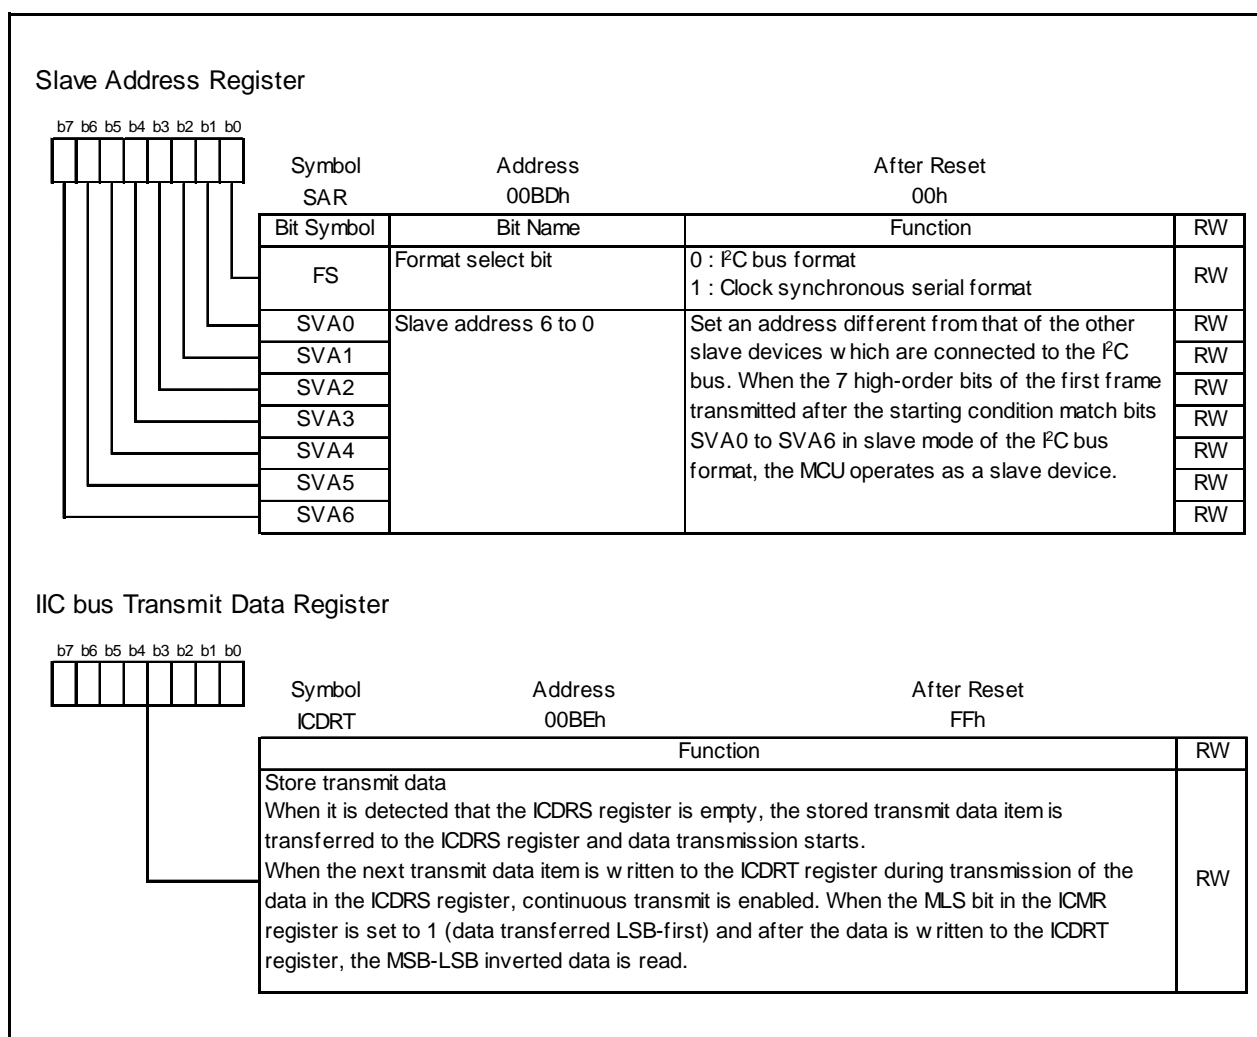 Slave Address Register
b7 b6 b5 b4 b3 b2 b1 b0
Symbol Address After Reset
SAR 00BDh 00h
Bit Symbol Bit Name Function RW
FS Format select bit 0 : I²C bus format RW
1 : Clock synchronous serial format
SVA0 Slave address 6 to 0 Set an address different from that of the other RW
SVA1 slave devices which are connected to the I²C RW
SVA2 bus. When the 7 high-order bits of the first frame RW
SVA3 transmitted after the starting condition match bits RW
SVA4 SVA0 to SVA6 in slave mode of the I²C bus RW
SVA5 format, the MCU operates as a slave device. RW
SVA6 RW
IIC bus Transmit Data Register
b7 b6 b5 b4 b3 b2 b1 b0
Symbol Address After Reset
ICDRT 00BEh FFh
Function RW
Store transmit data
When it is detected that the ICDRS register is empty, the stored transmit data item is
transferred to the ICDRS register and data transmission starts.
When the next transmit data item is written to the ICDRT register during transmission of the RW
data in the ICDRS register, continuous transmit is enabled. When the MLS bit in the ICMR
register is set to 1 (data transferred LSB-first) and after the data is written to the ICDRT
register, the MSB-LSB inverted data is read.